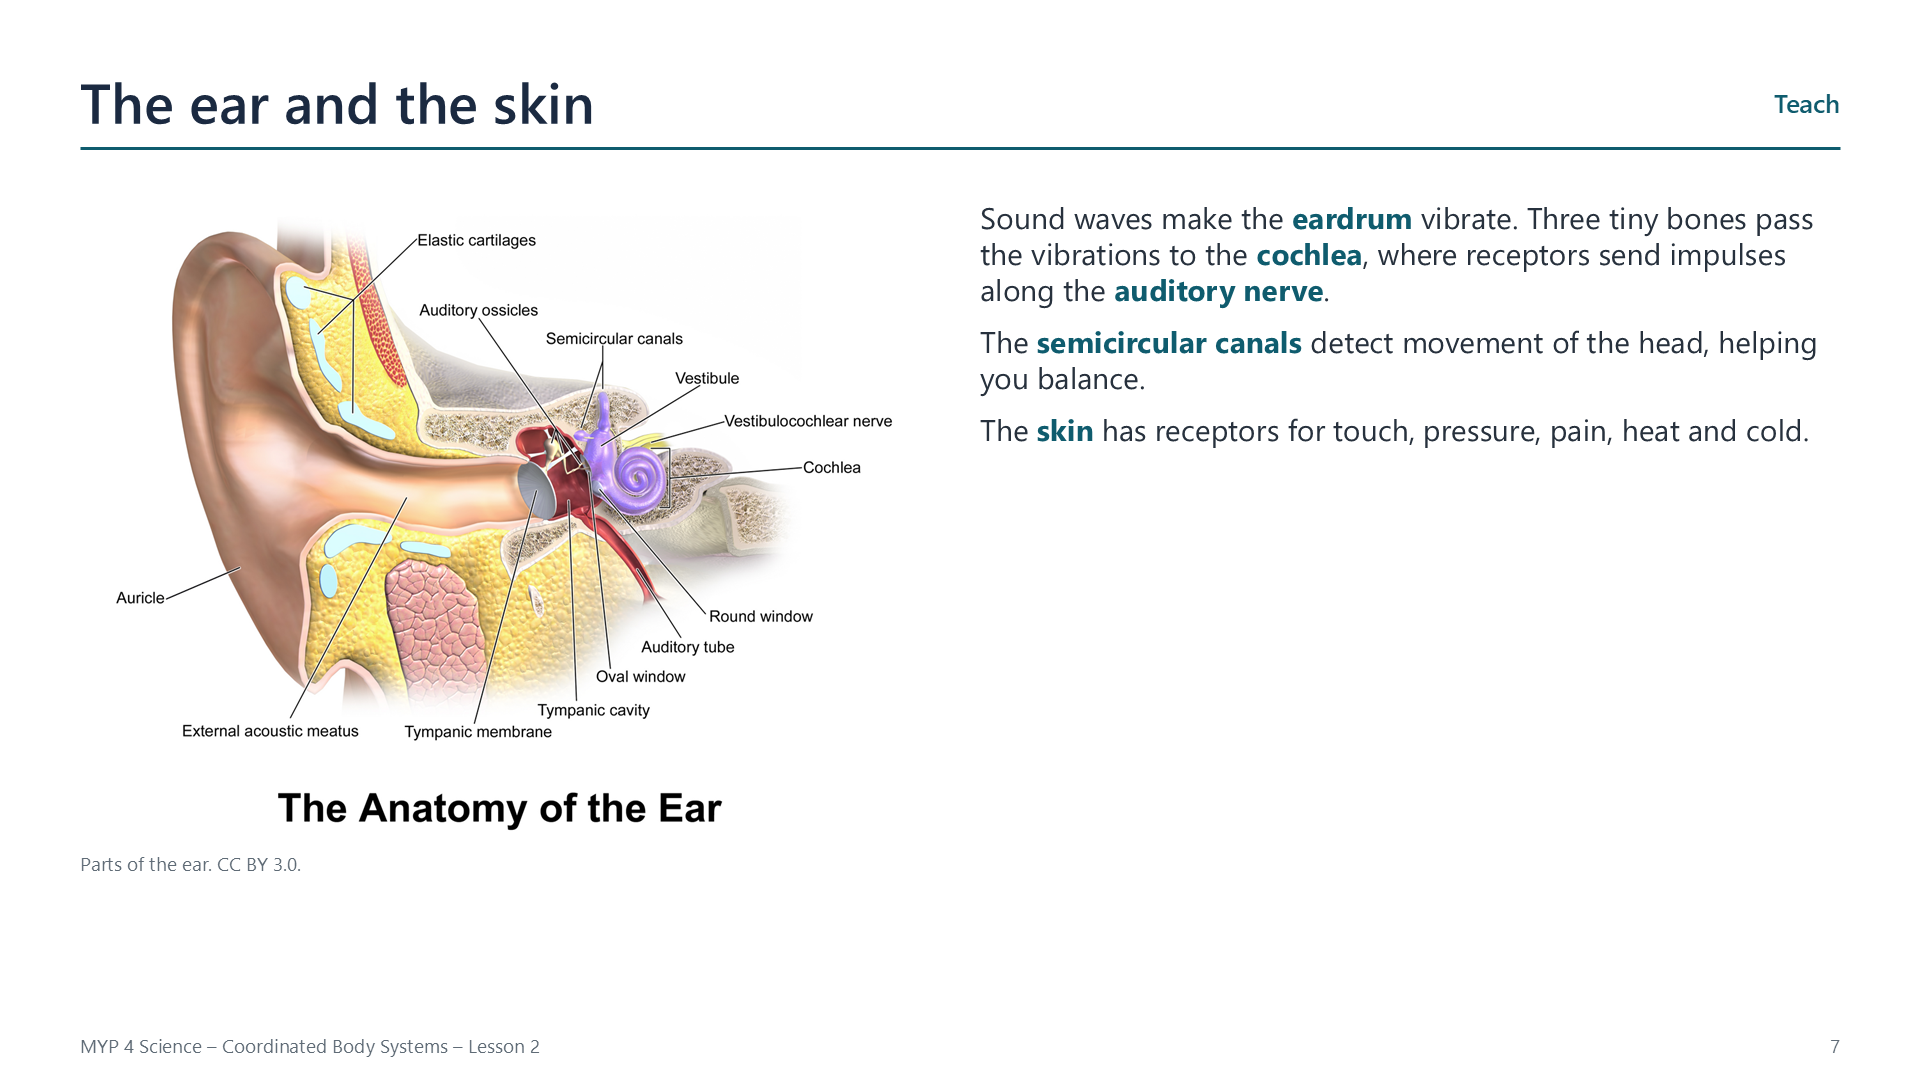 The ear and the skin
Teach
Elastic cartilages
Auditory ossicles
Semicircular canals
Vestibule
Vestibulocochlear nerve
Cochlea
Auricle
Round window
Auditory tube
Oval window
Tympanic cavity
External acoustic meatus
Tympanic membrane
The Anatomy of the Ear
Parts of the ear. CC BY 3.0.
Sound waves make the eardrum vibrate. Three tiny bones pass
the vibrations to the cochlea, where receptors send impulses
along the auditory nerve.
The semicircular canals detect movement of the head, helping
you balance.
The skin has receptors for touch, pressure, pain, heat and cold.
MYP 4 Science – Coordinated Body Systems – Lesson 2
7